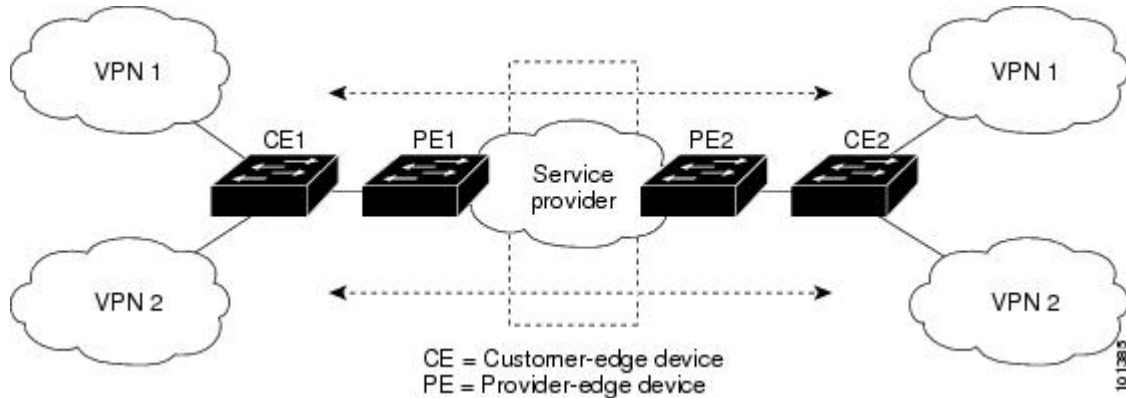 VPN 1
VPN 1
CE1
PE1
PE2
CE2
Service
provider
VPN 2
VPN 2
CE = Customer-edge device
PE = Provider-edge device
101385